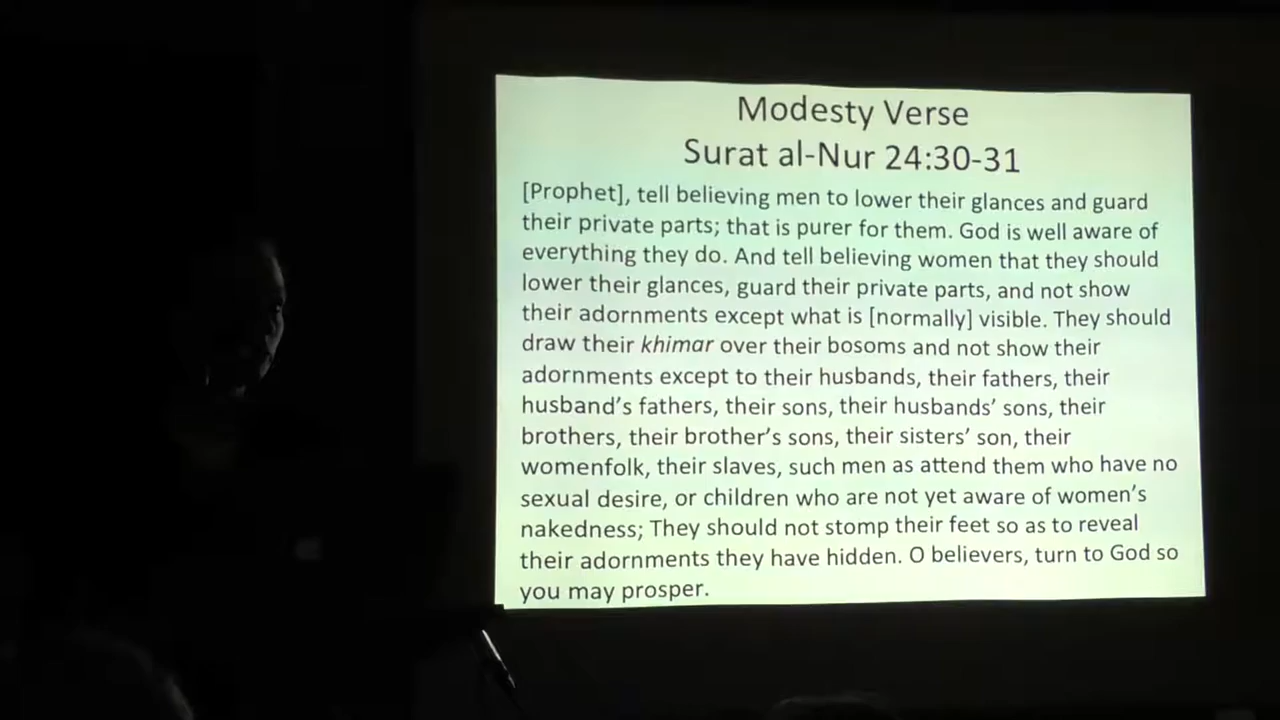 Modesty Verse
Surat al-Nur 24:30-31
[Prophet], tell believing men to lower their glances and guard
their private parts; that is purer for them. God is well aware of
everything they do. And tell believing women that they should
lower their glances, guard their private parts, and not show
their adornments except what is [normally] visible. They should
draw their khimar over their bosoms and not show their
adornments except to their husbands, their fathers, their
husband's fathers, their sons, their husbands' sons, their
brothers, their brother's sons, their sisters' son, their
womenfolk, their slaves, such men as attend them who have no
sexual desire, or children who are not yet aware of women's
nakedness; They should not stomp their feet so as to reveal
their adornments they have hidden. O believers, turn to God so
you may prosper.